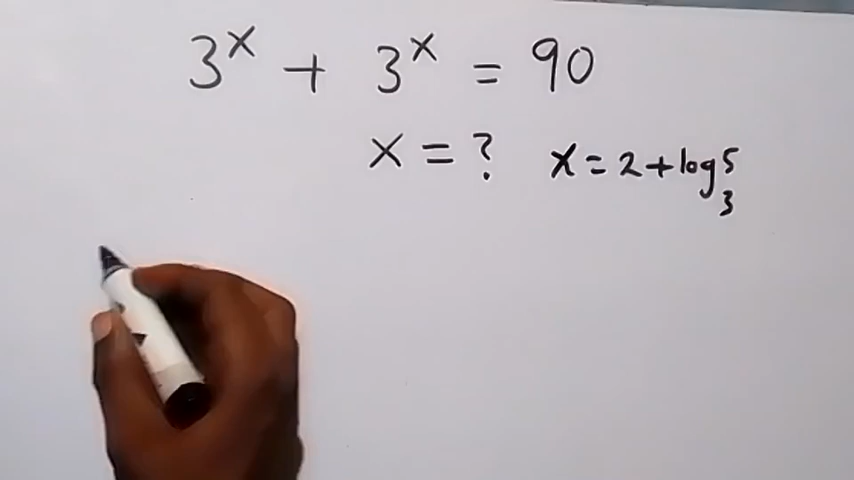 3^x + 3^x = 90
x = ? x = 2 + log₃5